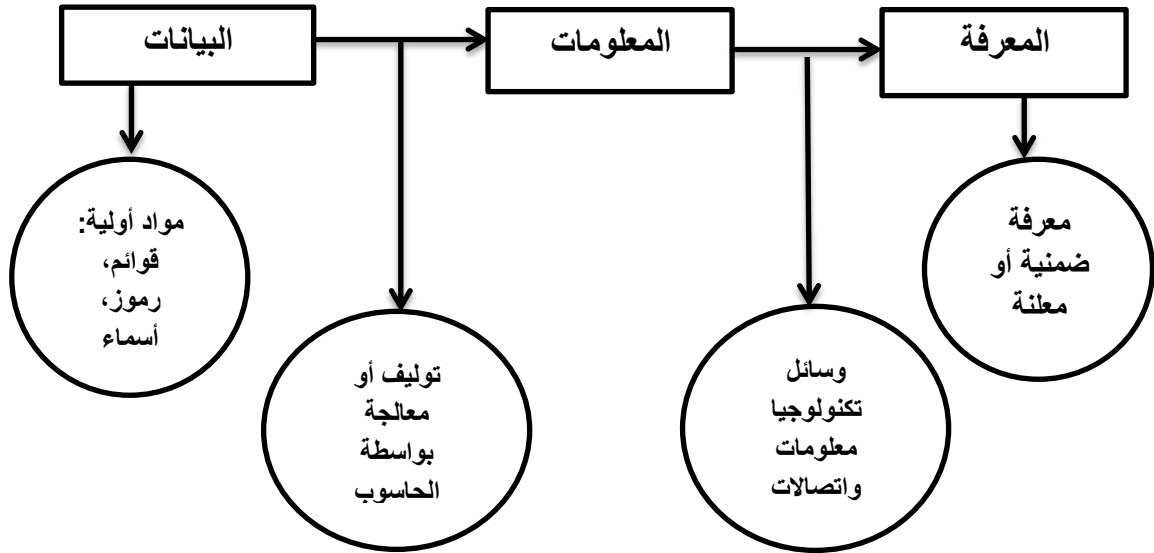 البيانات
المعلومات
المعرفة
مواد أولية:
قوائم،
رموز،
أسماء
توليف أو
معالجة
بواسطة
الحاسوب
وسائل
تكنولوجيا
معلومات
واتصالات
معرفة
ضمنية أو
معلنة